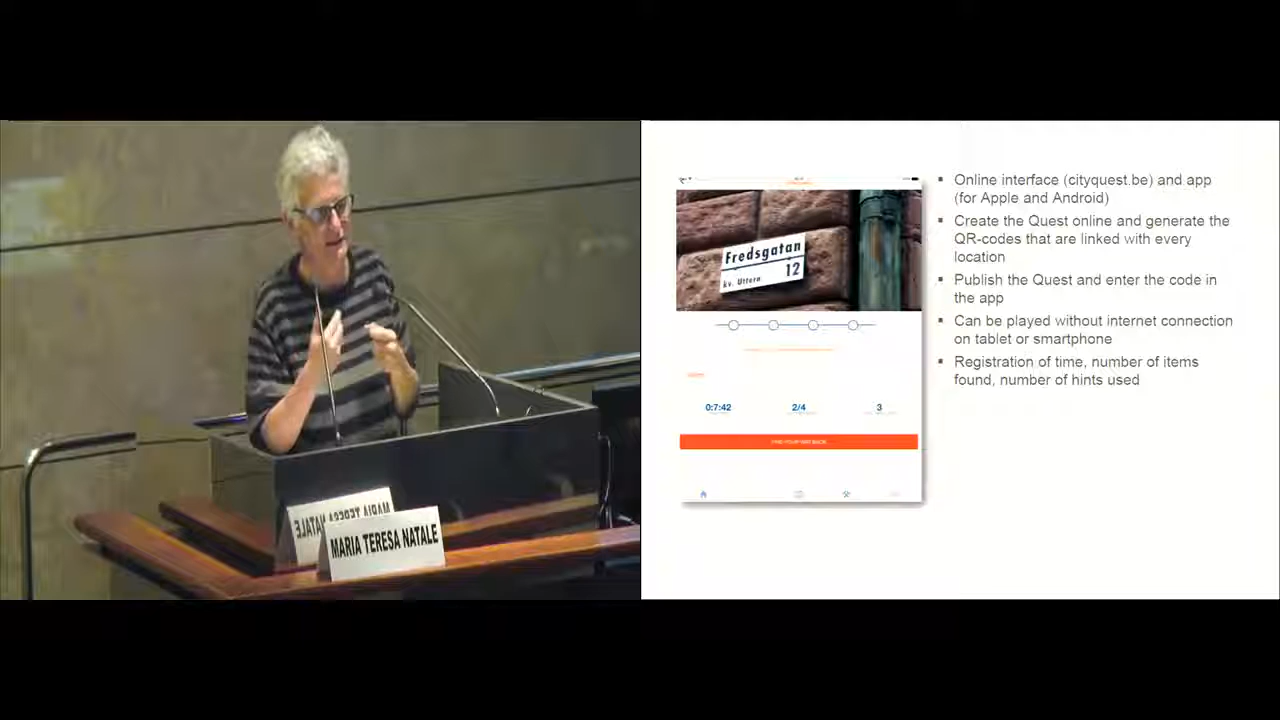 MARIA TERESA NATALE
MARIA TERESA NATALE
Fredsgatan
kv. Uttern 12
0:7:42 2/4 3
▪ Online interface (cityquest.be) and app
(for Apple and Android)
▪ Create the Quest online and generate the
QR-codes that are linked with every
location
▪ Publish the Quest and enter the code in
the app
▪ Can be played without internet connection
on tablet or smartphone
▪ Registration of time, number of items
found, number of hints used